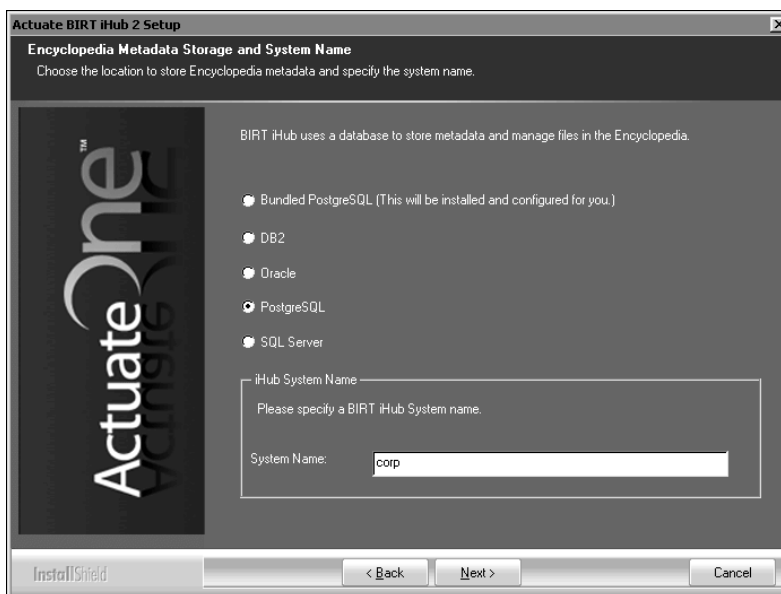 Actuate BIRT iHub 2 Setup
Encyclopedia Metadata Storage and System Name
Choose the location to store Encyclopedia metadata and specify the system name.
ActuateOne™
BIRT iHub uses a database to store metadata and manage files in the Encyclopedia.
Bundled PostgreSQL (This will be installed and configured for you.)
DB2
Oracle
PostgreSQL
SQL Server
iHub System Name
Please specify a BIRT iHub System name.
System Name: corp
InstallShield
< Back Next > Cancel